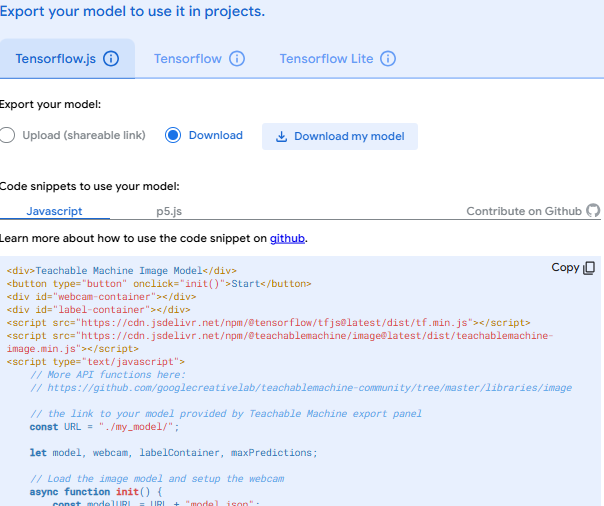 Export your model to use it in projects.
Tensorflow.js Tensorflow Tensorflow Lite
Export your model:
Upload (shareable link) Download Download my model
Code snippets to use your model:
Javascript p5.js Contribute on Github
Learn more about how to use the code snippet on github.
Copy
<div>Teachable Machine Image Model</div>
<button type="button" onclick="init()">Start</button>
<div id="webcam-container"></div>
<div id="label-container"></div>
<script src="https://cdn.jsdelivr.net/npm/@tensorflow/tfjs@latest/dist/tf.min.js"></script>
<script src="https://cdn.jsdelivr.net/npm/@teachablemachine/image@latest/dist/teachablemachine-
image.min.js"></script>
<script type="text/javascript">
// More API functions here:
// https://github.com/googlecreativelab/teachablemachine-community/tree/master/libraries/image
// the link to your model provided by Teachable Machine export panel
const URL = "./my_model/";
let model, webcam, labelContainer, maxPredictions;
// Load the image model and setup the webcam
async function init() {
const modelURL = URL + "model.json";